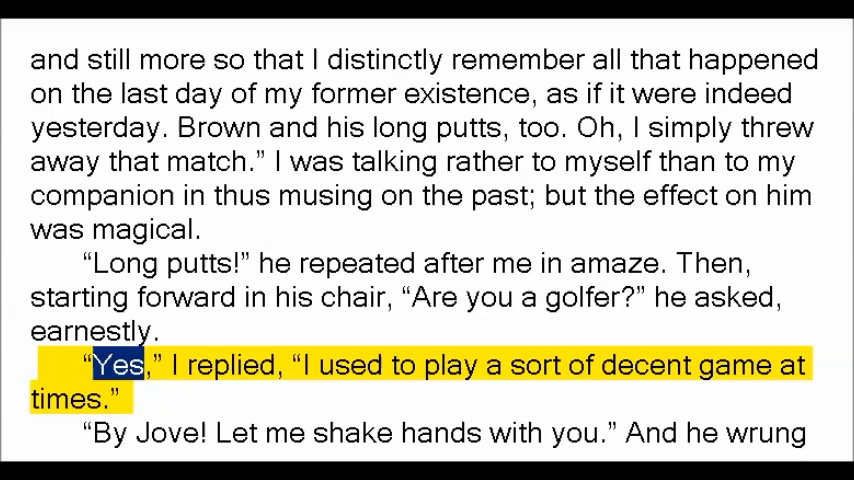 and still more so that I distinctly remember all that happened
on the last day of my former existence, as if it were indeed
yesterday. Brown and his long putts, too. Oh, I simply threw
away that match.” I was talking rather to myself than to my
companion in thus musing on the past; but the effect on him
was magical.
“Long putts!” he repeated after me in amaze. Then,
starting forward in his chair, “Are you a golfer?” he asked,
earnestly.
“Yes,” I replied, “I used to play a sort of decent game at
times.”
“By Jove! Let me shake hands with you.” And he wrung